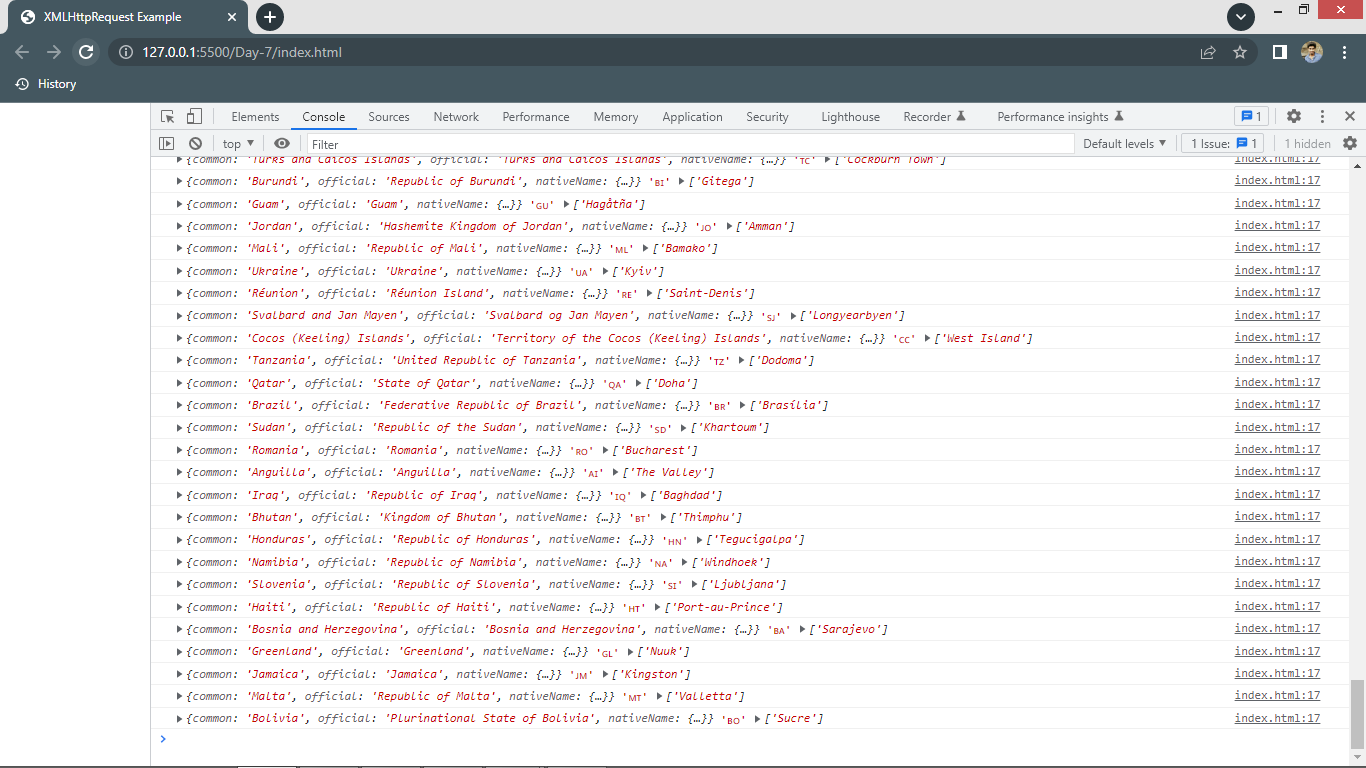 XMLHttpRequest Example
127.0.0.1:5500/Day-7/index.html
History
Elements Console Sources Network Performance Memory Application Security Lighthouse Recorder Performance insights 1
top Filter Default levels 1 Issue: 1 1 hidden
{common: 'Turks and Caicos Islands', official: 'Turks and Caicos Islands', nativeName: {…}} 'TC' ['Cockburn Town'] index.html:17
{common: 'Burundi', official: 'Republic of Burundi', nativeName: {…}} 'BI' ['Gitega'] index.html:17
{common: 'Guam', official: 'Guam', nativeName: {…}} 'GU' ['Hagåtña'] index.html:17
{common: 'Jordan', official: 'Hashemite Kingdom of Jordan', nativeName: {…}} 'JO' ['Amman'] index.html:17
{common: 'Mali', official: 'Republic of Mali', nativeName: {…}} 'ML' ['Bamako'] index.html:17
{common: 'Ukraine', official: 'Ukraine', nativeName: {…}} 'UA' ['Kyiv'] index.html:17
{common: 'Réunion', official: 'Réunion Island', nativeName: {…}} 'RE' ['Saint-Denis'] index.html:17
{common: 'Svalbard and Jan Mayen', official: 'Svalbard og Jan Mayen', nativeName: {…}} 'SJ' ['Longyearbyen'] index.html:17
{common: 'Cocos (Keeling) Islands', official: 'Territory of the Cocos (Keeling) Islands', nativeName: {…}} 'CC' ['West Island'] index.html:17
{common: 'Tanzania', official: 'United Republic of Tanzania', nativeName: {…}} 'TZ' ['Dodoma'] index.html:17
{common: 'Qatar', official: 'State of Qatar', nativeName: {…}} 'QA' ['Doha'] index.html:17
{common: 'Brazil', official: 'Federative Republic of Brazil', nativeName: {…}} 'BR' ['Brasília'] index.html:17
{common: 'Sudan', official: 'Republic of the Sudan', nativeName: {…}} 'SD' ['Khartoum'] index.html:17
{common: 'Romania', official: 'Romania', nativeName: {…}} 'RO' ['Bucharest'] index.html:17
{common: 'Anguilla', official: 'Anguilla', nativeName: {…}} 'AI' ['The Valley'] index.html:17
{common: 'Iraq', official: 'Republic of Iraq', nativeName: {…}} 'IQ' ['Baghdad'] index.html:17
{common: 'Bhutan', official: 'Kingdom of Bhutan', nativeName: {…}} 'BT' ['Thimphu'] index.html:17
{common: 'Honduras', official: 'Republic of Honduras', nativeName: {…}} 'HN' ['Tegucigalpa'] index.html:17
{common: 'Namibia', official: 'Republic of Namibia', nativeName: {…}} 'NA' ['Windhoek'] index.html:17
{common: 'Slovenia', official: 'Republic of Slovenia', nativeName: {…}} 'SI' ['Ljubljana'] index.html:17
{common: 'Haiti', official: 'Republic of Haiti', nativeName: {…}} 'HT' ['Port-au-Prince'] index.html:17
{common: 'Bosnia and Herzegovina', official: 'Bosnia and Herzegovina', nativeName: {…}} 'BA' ['Sarajevo'] index.html:17
{common: 'Greenland', official: 'Greenland', nativeName: {…}} 'GL' ['Nuuk'] index.html:17
{common: 'Jamaica', official: 'Jamaica', nativeName: {…}} 'JM' ['Kingston'] index.html:17
{common: 'Malta', official: 'Republic of Malta', nativeName: {…}} 'MT' ['Valletta'] index.html:17
{common: 'Bolivia', official: 'Plurinational State of Bolivia', nativeName: {…}} 'BO' ['Sucre'] index.html:17